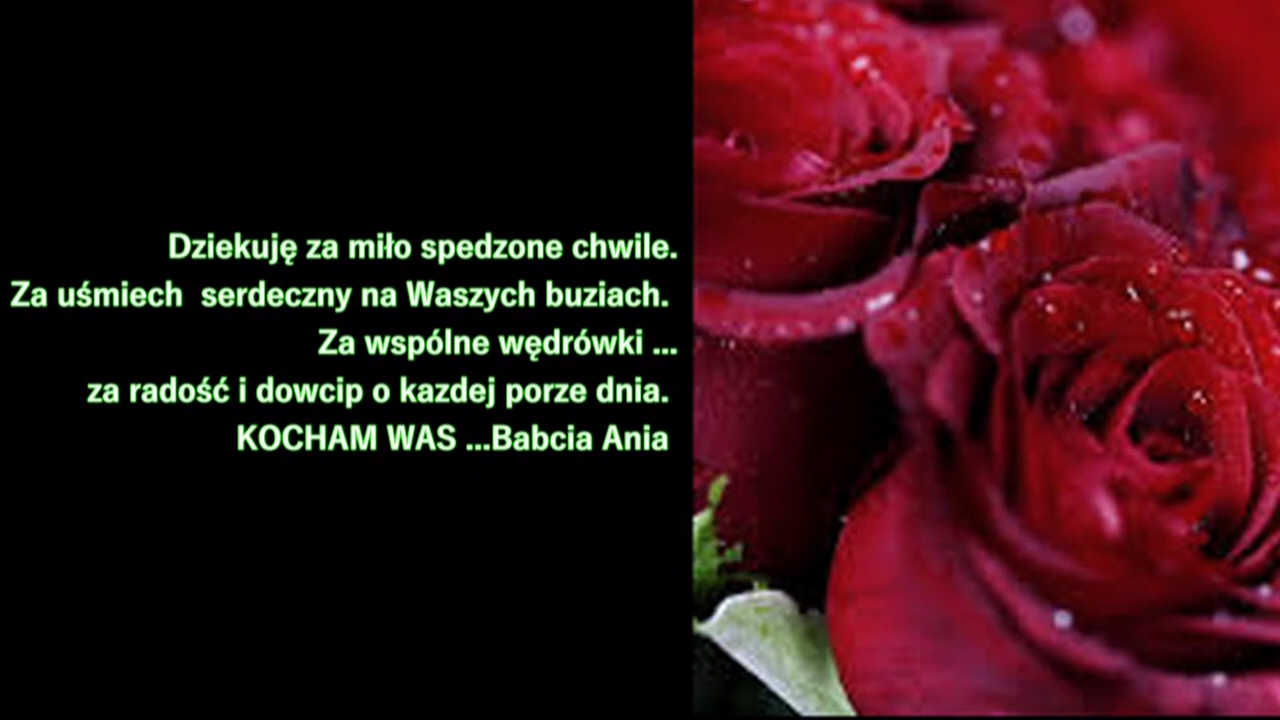 Dziekuję za miło spedzone chwile.
Za uśmiech serdeczny na Waszych buziach.
Za wspólne wędrówki ...
za radość i dowcip o kazdej porze dnia.
KOCHAM WAS ...Babcia Ania